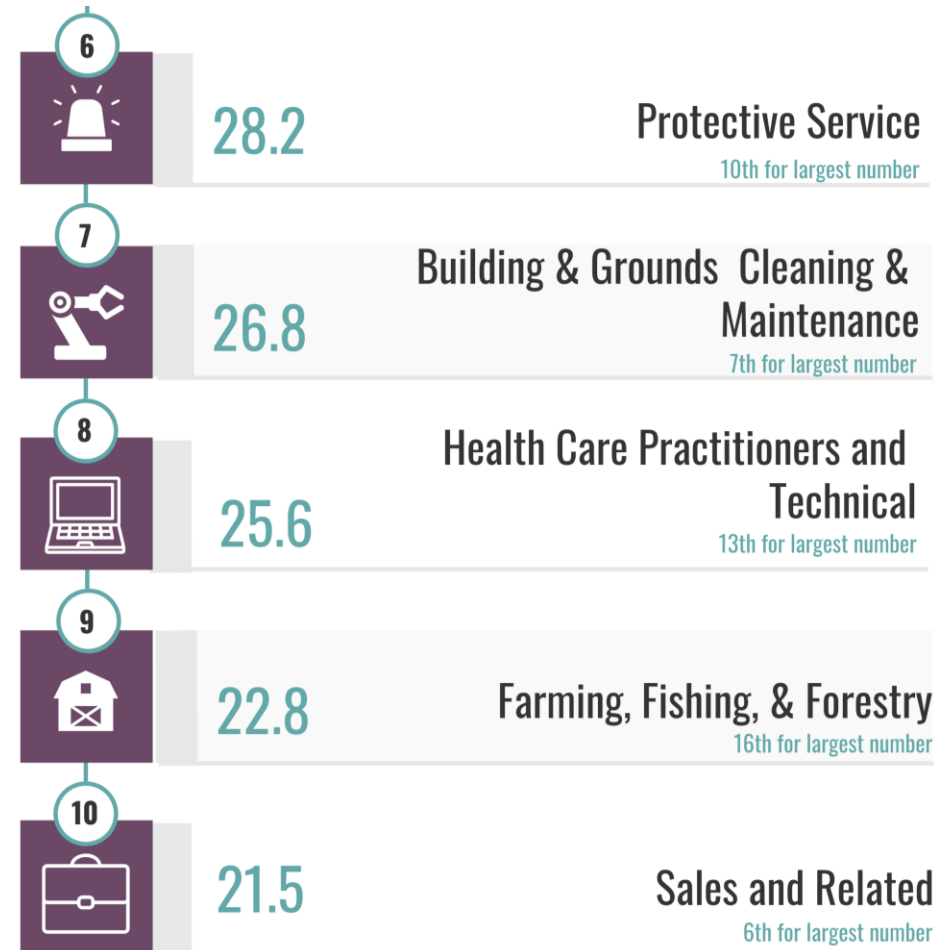 6
28.2
Protective Service
10th for largest number
7
26.8
Building & Grounds Cleaning &
Maintenance
7th for largest number
8
25.6
Health Care Practitioners and
Technical
13th for largest number
9
22.8
Farming, Fishing, & Forestry
16th for largest number
10
21.5
Sales and Related
6th for largest number